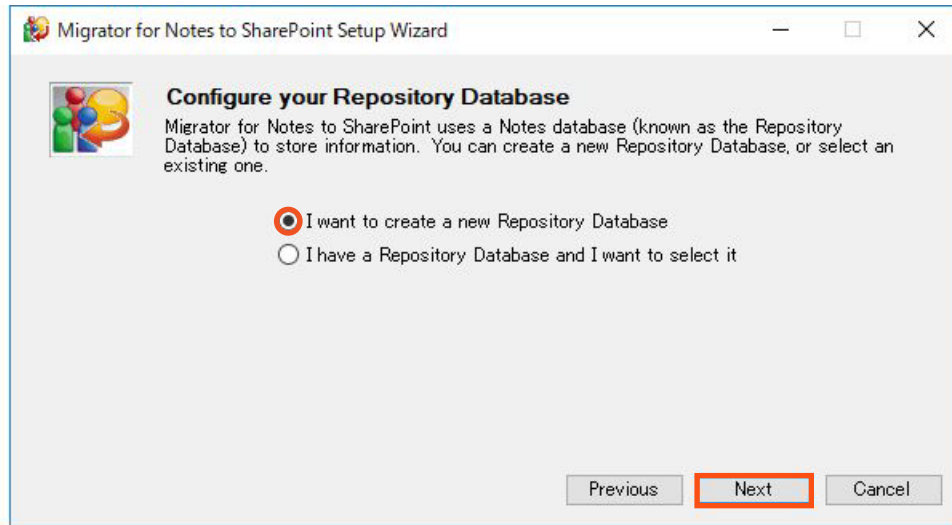 Migrator for Notes to SharePoint Setup Wizard
Configure your Repository Database
Migrator for Notes to SharePoint uses a Notes database (known as the Repository
Database) to store information. You can create a new Repository Database, or select an
existing one.
I want to create a new Repository Database
I have a Repository Database and I want to select it
Previous
Next
Cancel